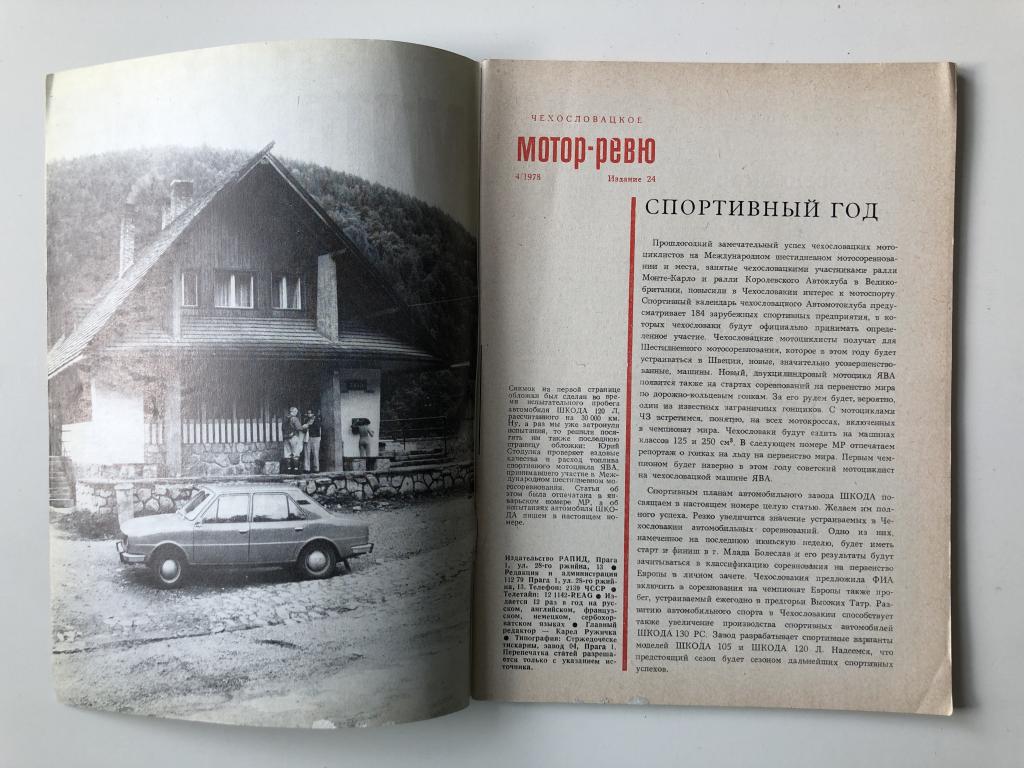 ЧЕХОСЛОВАЦКОЕ
мотор-ревю
4/1978 Издание 24
СПОРТИВНЫЙ ГОД
Прошлогодний замечательный успех чехословацких мото-
циклистов на Международном шестидневном мотосоревнова-
нии и места, занятые чехословацкими участниками ралли
Монте-Карло и ралли Королевского Автоклуба в Велико-
британии, повысили в Чехословакии интерес к мотоспорту.
Спортивный календарь чехословацкого Автомотоклуба преду-
сматривает 184 зарубежных спортивных предприятия, в ко-
торых чехословаки будут официально принимать опреде-
ленное участие. Чехословацкие мотоциклисты получат для
Шестидневного мотосоревнования, которое в этом году будет
устраиваться в Швеции, новые, значительно усовершенство-
ванные, машины. Новый, двухцилиндровый мотоцикл ЯВА
появится также на стартах соревнований на первенство мира
по дорожно-кольцевым гонкам. За его рулем будет, вероятно,
один из известных заграничных гонщиков. С мотоциклами
ЧЗ встретимся, понятно, на всех мотокроссах, включенных
в чемпионат мира. Чехословаки будут ездить на машинах
классов 125 и 250 см³. В следующем номере МР отпечатаем
репортаж о гонках на льду на первенство мира. Первым чем-
пионом будет наверно в этом году советский мотоциклист
на чехословацкой машине ЯВА.
Спортивным планам автомобильного завода ШКОДА по-
свящаем в настоящем номере целую статью. Желаем им пол-
ного успеха. Резко увеличится значение устраиваемых в Че-
хословакии автомобильных соревнований. Одно из них,
намеченное на последнюю июньскую неделю, будет иметь
старт и финиш в г. Млада Болеслав и его результаты будут
зачитываться в классификацию соревнования на первенство
Европы в личном зачете. Чехословакия предложила ФИА
включить в соревнования на чемпионат Европы также про-
бег, устраиваемый ежегодно в предгорьи Высоких Татр. Раз-
витию автомобильного спорта в Чехословакии способствует
также увеличение производства спортивных автомобилей
ШКОДА 130 РС. Завод разрабатывает спортивные варианты
моделей ШКОДА 105 и ШКОДА 120 Л. Надеемся, что
предстоящий сезон будет сезоном дальнейших спортивных
успехов.
Снимок на первой странице
обложки был сделан во вре-
мя испытательного пробега
автомобиля ШКОДА 120 Л,
рассчитанного на 30 000 км.
Ну, а раз мы уже затронули
испытания, то решили посвя-
тить им также последнюю
страницу обложки: Юрий
Стодулка проверяет ездовые
качества и расход топлива
спортивного мотоцикла ЯВА,
принимавшего участие в Меж-
дународном шестидневном мо-
тосоревновании. Статья об
этом была отпечатана в ян-
варьском номере МР, а об
испытаниях автомобиля ШКО-
ДА пишем в настоящем но-
мере.
Издательство РАПИД, Прага
1, ул. 28-го ржийна, 13 ●
Редакция и администрация
112 79 Прага 1, ул. 28-го ржий-
на, 13. Телефон: 2139 ЧССР ●
Телетайп: 12 1142-REAG ● Из-
дается 12 раз в год на рус-
ском, английском, француз-
ском, немецком, сербохор-
ватском языках ● Главный
редактор — Карел Ружичка
● Типография: Стржедоческе
тискарны, завод 04, Прага 1.
Перепечатка статей разреша-
ется только с указанием ис-
точника.